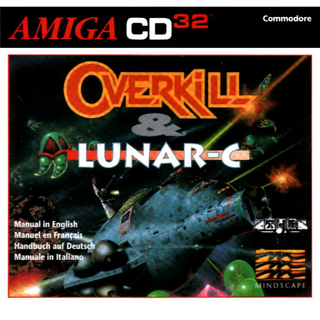 AMIGA CD32
Commodore
OVERKILL
&
LUNAR-C
Manual in English
Manuel en Français
Handbuch auf Deutsch
Manuale in Italiano
MINDSCAPE